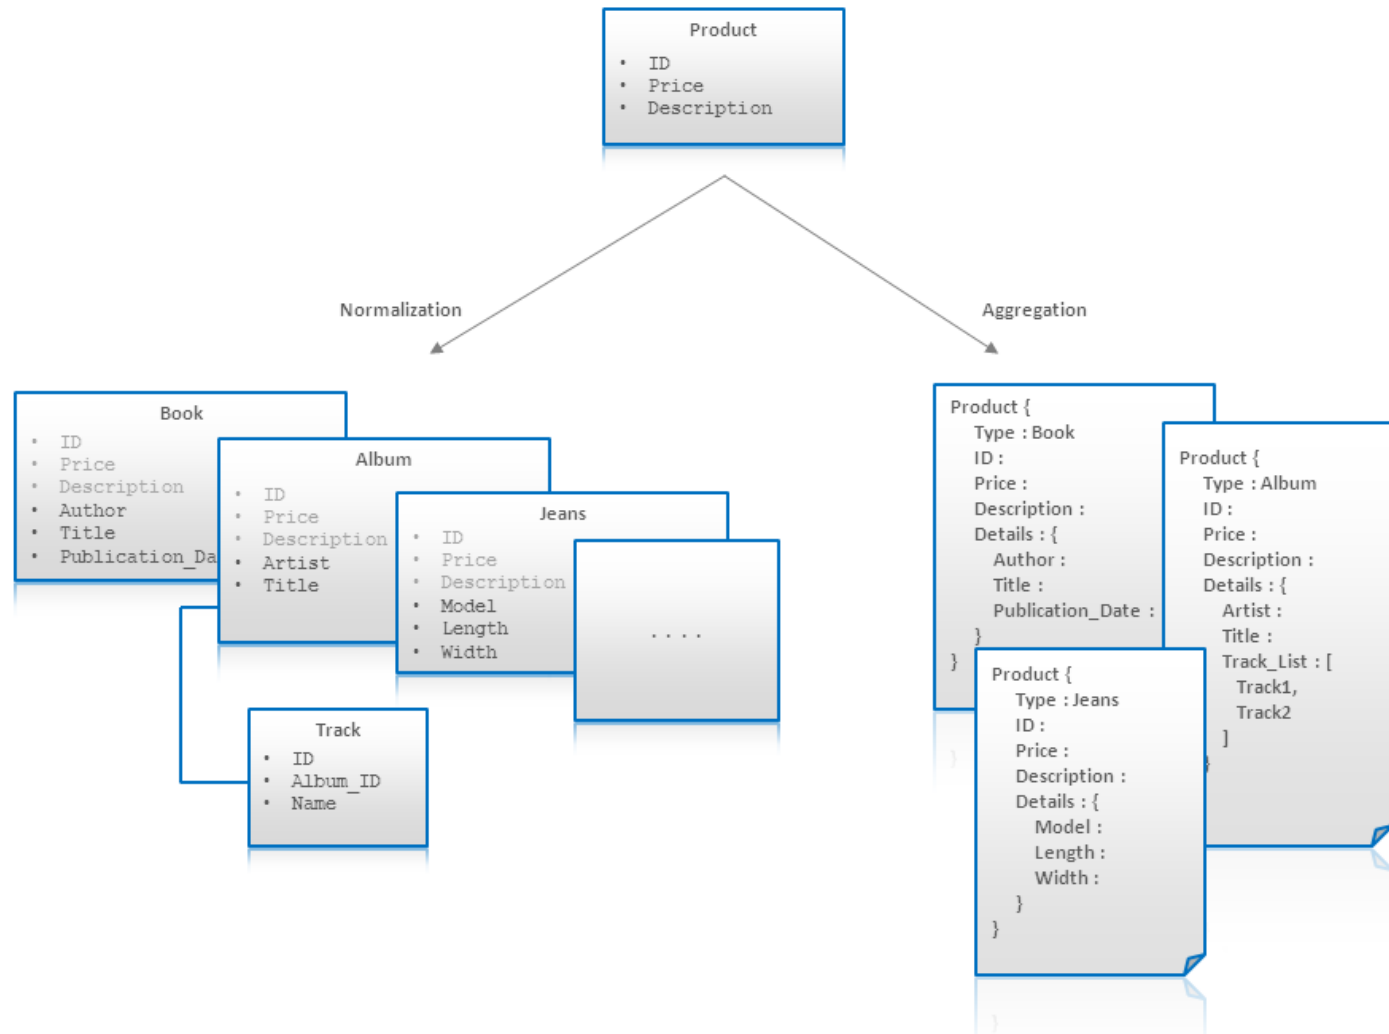 Product
• ID
• Price
• Description
Normalization
Aggregation
Book
• ID
• Price
• Description
• Author
• Title
• Publication_Da
Album
• ID
• Price
• Description
• Artist
• Title
Jeans
• ID
• Price
• Description
• Model
• Length
• Width
. . . .
Track
• ID
• Album_ID
• Name
Product {
Type : Book
ID :
Price :
Description :
Details : {
Author :
Title :
Publication_Date :
}
}
Product {
Type : Album
ID :
Price :
Description :
Details : {
Artist :
Title :
Track_List : [
Track1,
Track2
]
}
Product {
Type : Jeans
ID :
Price :
Description :
Details : {
Model :
Length :
Width :
}
}